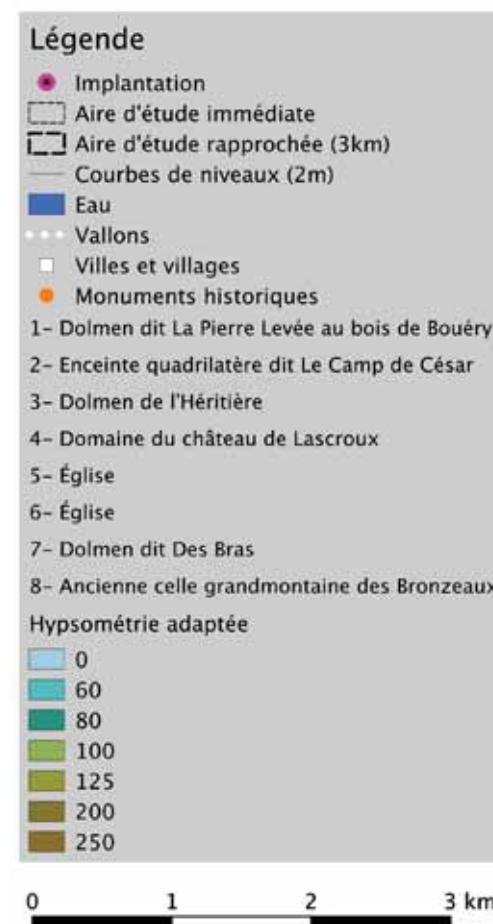 Légende
Implantation
Aire d'étude immédiate
Aire d'étude rapprochée (3km)
Courbes de niveaux (2m)
Eau
Vallons
Villes et villages
Monuments historiques
1- Dolmen dit La Pierre Levée au bois de Bouéry
2- Enceinte quadrilatère dit Le Camp de César
3- Dolmen de l'Héritière
4- Domaine du château de Lascroux
5- Église
6- Église
7- Dolmen dit Des Bras
8- Ancienne celle grandmontaine des Bronzeaux
Hypsométrie adaptée
0
60
80
100
125
200
250
0 1 2 3 km